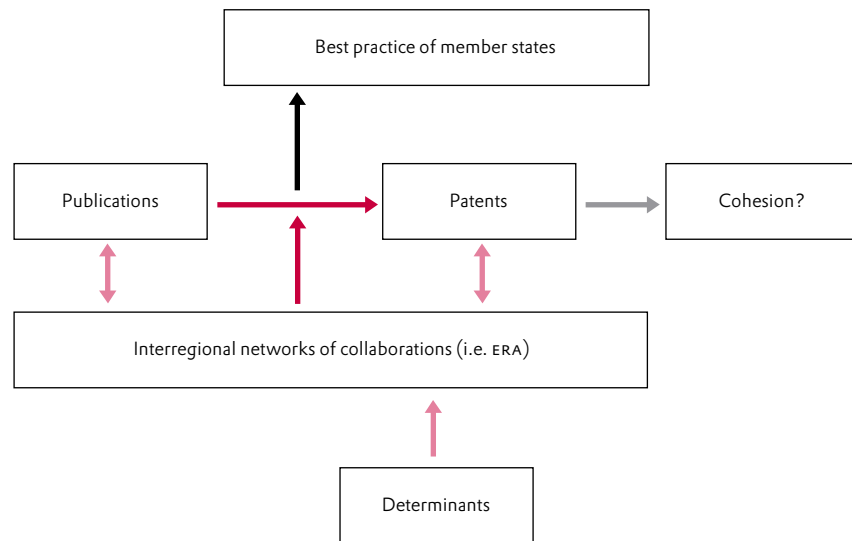 Best practice of member states
Publications
Patents
Cohesion?
Interregional networks of collaborations (i.e. ERA)
Determinants